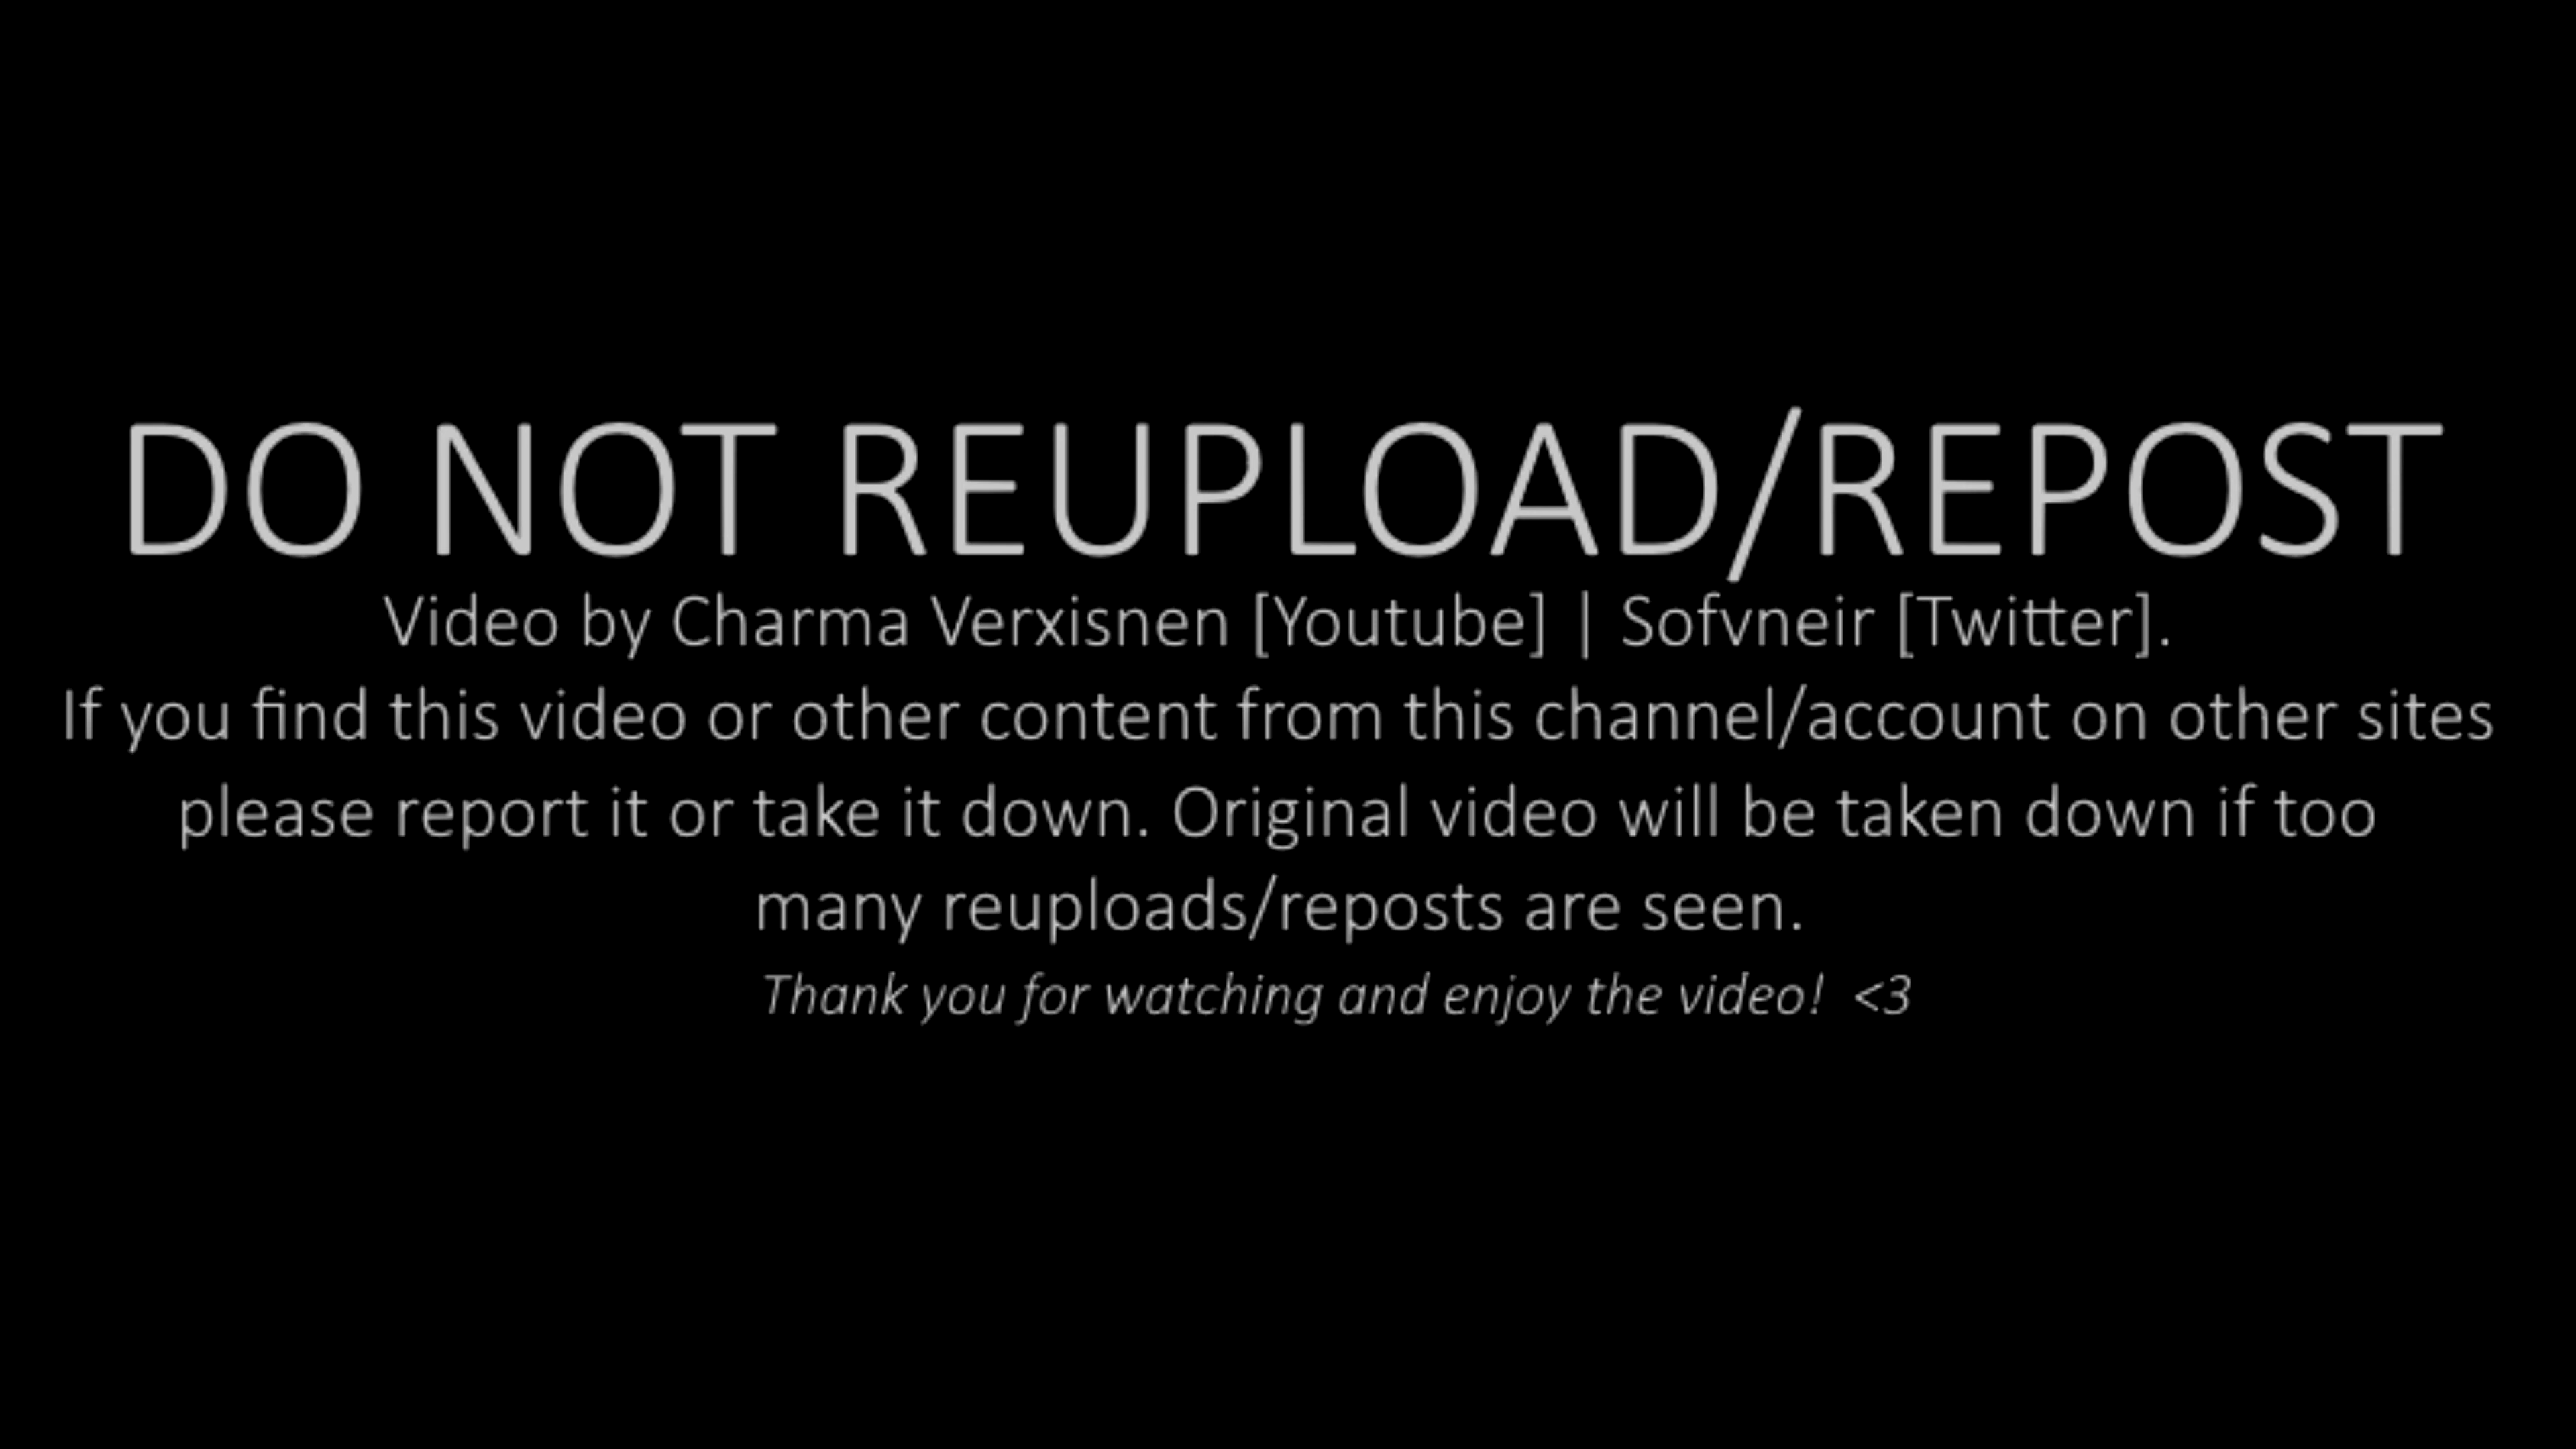 DO NOT REUPLOAD/REPOST
Video by Charma Verxisnen [Youtube] | Sofvneir [Twitter].
If you find this video or other content from this channel/account on other sites
please report it or take it down. Original video will be taken down if too
many reuploads/reposts are seen.
Thank you for watching and enjoy the video! <3